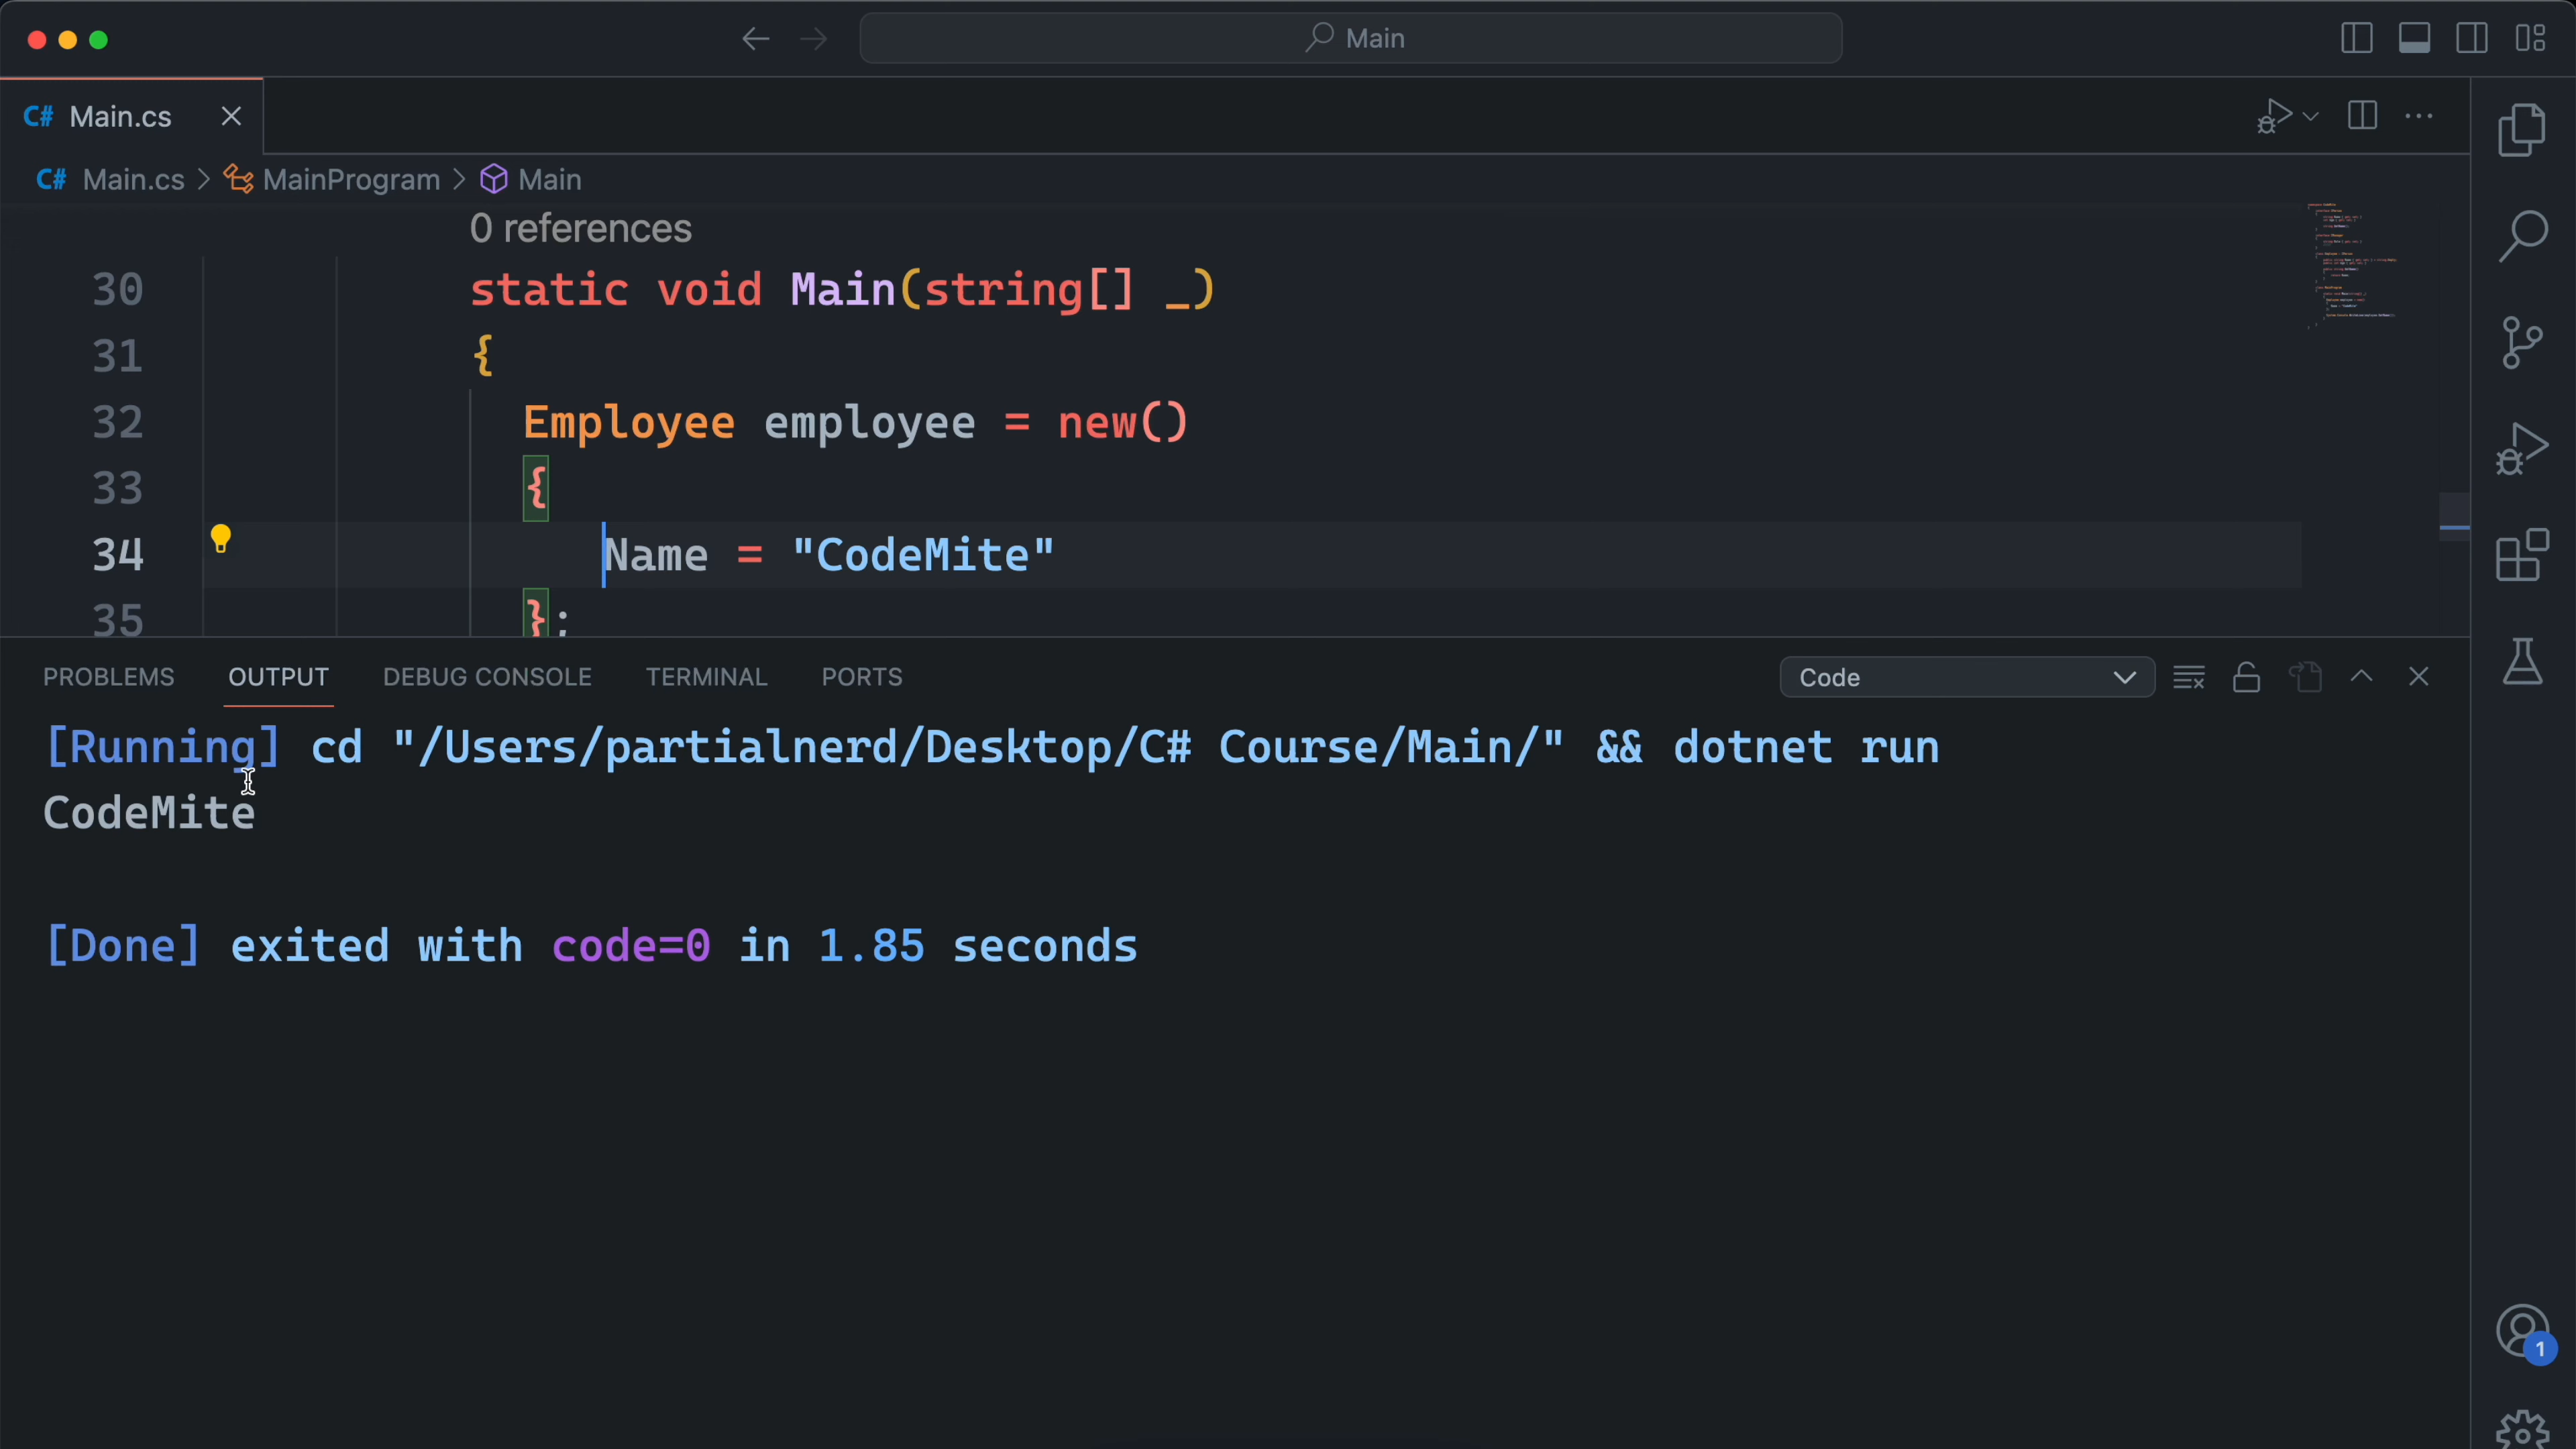 Main
C# Main.cs
C# Main.cs > MainProgram > Main
0 references
30 static void Main(string[] _)
31 {
32 Employee employee = new()
33 {
34 Name = "CodeMite"
35 };
PROBLEMS OUTPUT DEBUG CONSOLE TERMINAL PORTS Code
[Running] cd "/Users/partialnerd/Desktop/C# Course/Main/" && dotnet run
CodeMite
[Done] exited with code=0 in 1.85 seconds
1